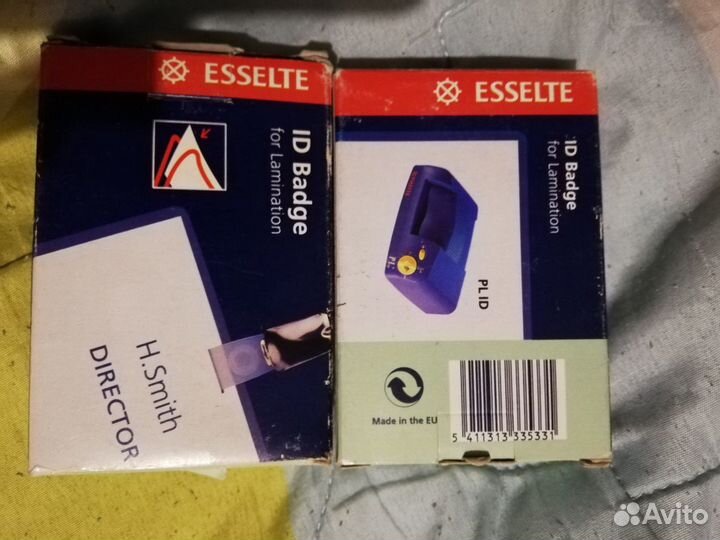 ESSELTE
ID Badge
for Lamination
H.Smith
DIRECTOR
ESSELTE
ID Badge
for Lamination
PL ID
Made in the EU
5 411313 335331
Avito